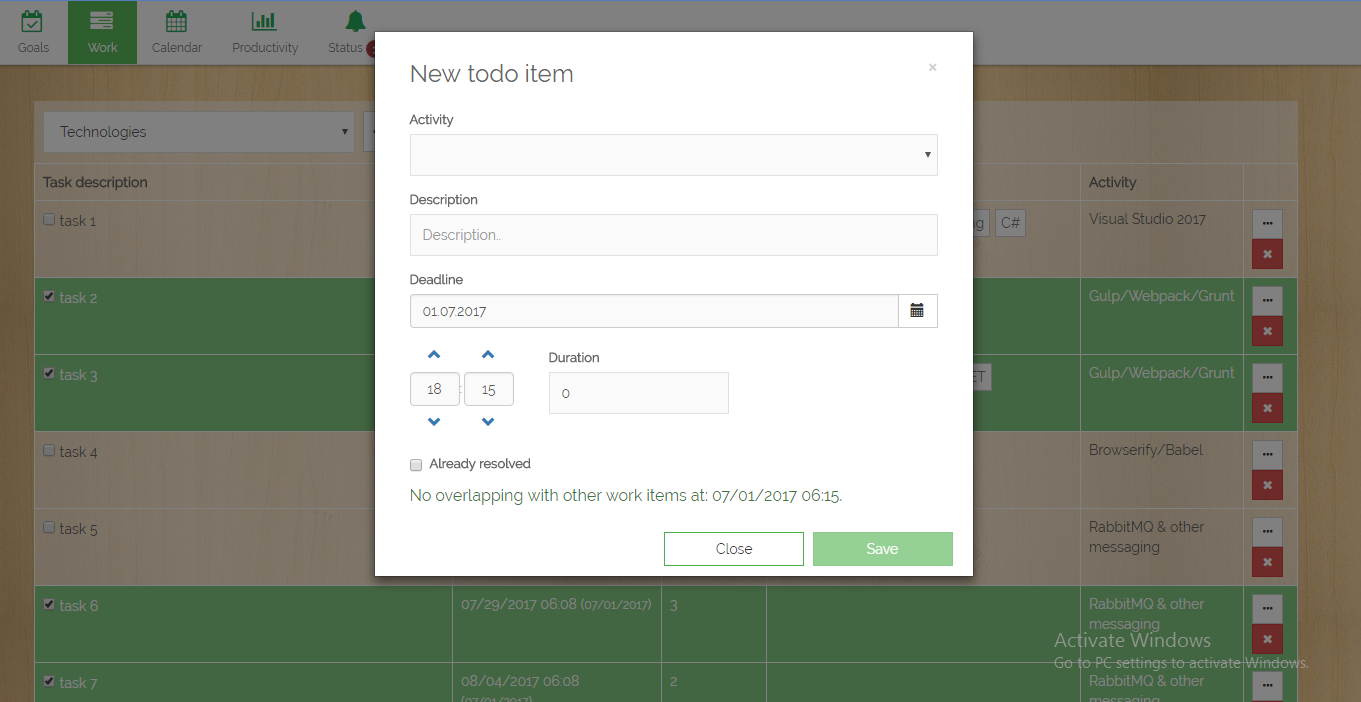 Goals
Work
Calendar
Productivity
Status
New todo item
×
Activity
Description
Description..
Deadline
01.07.2017
18 : 15
Duration
0
Already resolved
No overlapping with other work items at: 07/01/2017 06:15.
Close
Save
Technologies
Task description
Activity
task 1
C#
Visual Studio 2017
...
task 2
Gulp/Webpack/Grunt
...
task 3
Gulp/Webpack/Grunt
...
task 4
Browserify/Babel
...
task 5
RabbitMQ & other
messaging
...
task 6
07/29/2017 06:08 (07/01/2017)
3
RabbitMQ & other
messaging
...
task 7
08/04/2017 06:08
(07/01/2017)
2
RabbitMQ & other
messaging
...
Activate Windows
Go to PC settings to activate Windows.